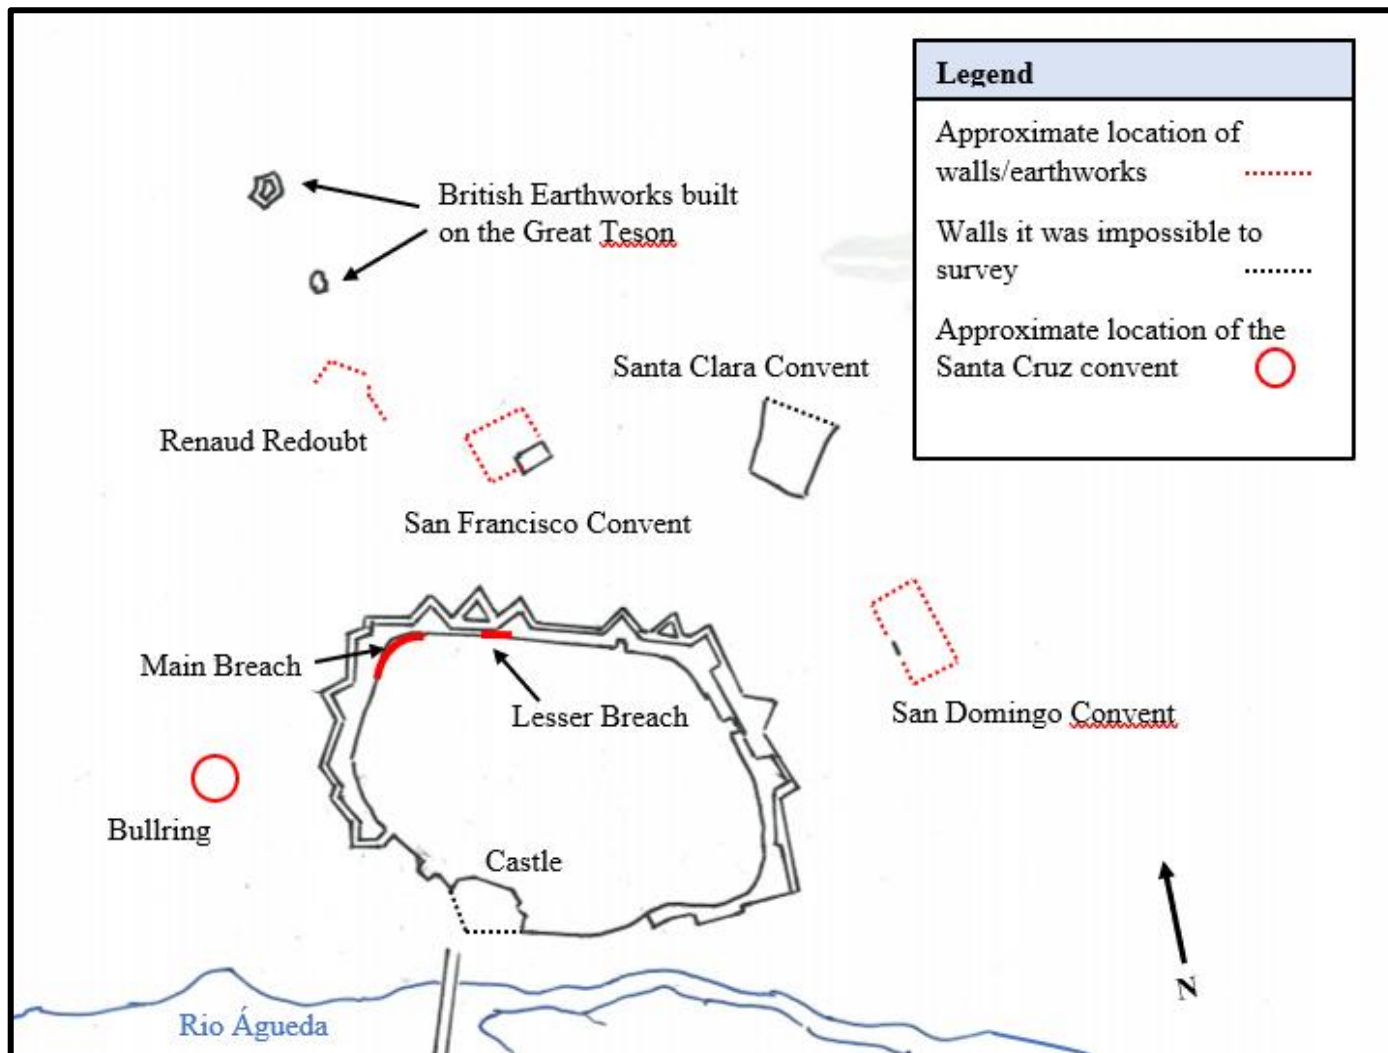 Legend
Approximate location of
walls/earthworks
Walls it was impossible to
survey
Approximate location of the
Santa Cruz convent
British Earthworks built
on the Great Teson
Santa Clara Convent
Renaud Redoubt
San Francisco Convent
Main Breach
Lesser Breach
San Domingo Convent
Bullring
Castle
N
Rio Águeda